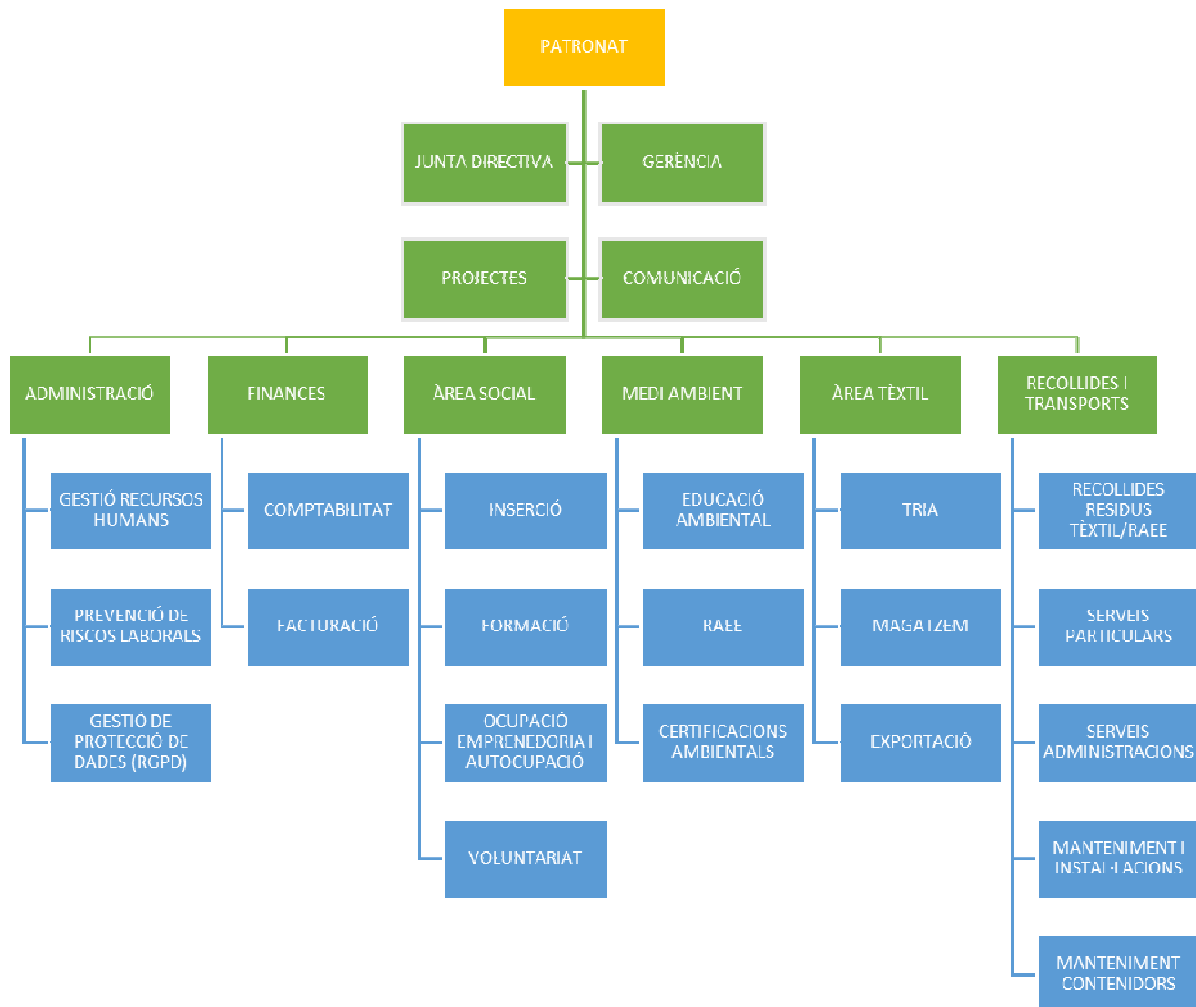 PATRONAT
JUNTA DIRECTIVA
GERÈNCIA
PROJECTES
COMUNICACIÓ
ADMINISTRACIÓ
FINANCES
ÀREA SOCIAL
MEDI AMBIENT
ÀREA TÈXTIL
RECOLLIDES I
TRANSPORTS
GESTIÓ RECURSOS
HUMANS
PREVENCIÓ DE
RISCOS LABORALS
GESTIÓ DE
PROTECCIÓ DE
DADES (RGPD)
COMPTABILITAT
FACTURACIÓ
INSERCIÓ
FORMACIÓ
OCUPACIÓ
EMPRENEDORIA I
AUTOCUPACIÓ
VOLUNTARIAT
EDUCACIÓ
AMBIENTAL
RAEE
CERTIFICACIONS
AMBIENTALS
TRIA
MAGATZEM
EXPORTACIÓ
RECOLLIDES
RESIDUS
TÈXTIL/RAEE
SERVEIS
PARTICULARS
SERVEIS
ADMINISTRACIONS
MANTENIMENT I
INSTAL·LACIONS
MANTENIMENT
CONTENIDORS